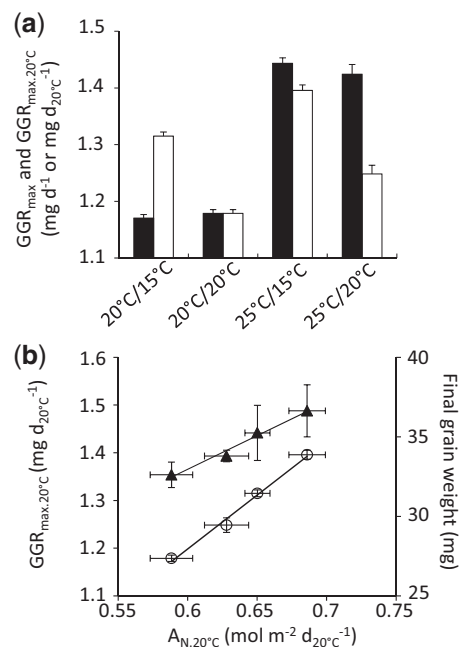 (a)
GGRmax and GGRmax.20°C
(mg d-1 or mg d20°C-1)
1.5
1.4
1.3
1.2
1.1
20°C/15°C
20°C/20°C
25°C/15°C
25°C/20°C
(b)
GGRmax.20°C (mg d20°C-1)
1.6
1.5
1.4
1.3
1.2
1.1
40
35
30
25
Final grain weight (mg)
0.55
0.6
0.65
0.7
0.75
AN.20°C (mol m-2 d20°C-1)